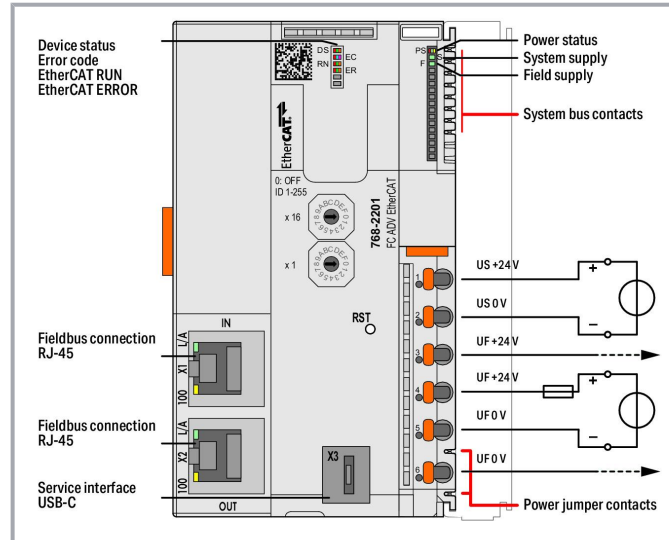 Device status
Error code
EtherCAT RUN
EtherCAT ERROR
DS
EC
RN
ER
PS
S
F
Power status
System supply
Field supply
System bus contacts
EtherCAT
0: OFF
ID 1-255
x 16
0123456789ABCDEF
x 1
0123456789ABCDEF
768-2201
FC ADV EtherCAT
RST
1
US +24 V
+
2
US 0 V
–
3
UF +24 V
4
UF +24 V
+
5
UF 0 V
–
6
UF 0 V
Power jumper contacts
Fieldbus connection
RJ-45
IN
L/A
X1
100
Fieldbus connection
RJ-45
L/A
X2
100
OUT
Service interface
USB-C
X3